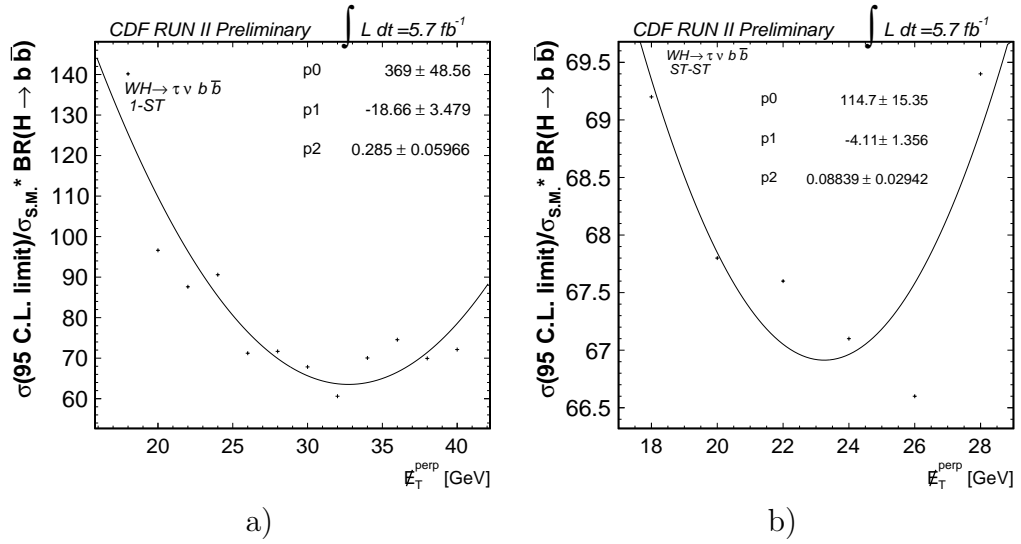 CDF RUN II Preliminary ∫ L dt =5.7 fb⁻¹
WH→ τ ν b b̅
1-ST
p0 369 ± 48.56
p1 -18.66 ± 3.479
p2 0.285 ± 0.05966
σ(95 C.L. limit)/σS.M.* BR(H → bb̅)
140
130
120
110
100
90
80
70
60
20 25 30 35 40
E̸_T^perp [GeV]
a)
CDF RUN II Preliminary ∫ L dt =5.7 fb⁻¹
WH→ τ ν b b̅
ST-ST
p0 114.7 ± 15.35
p1 -4.11 ± 1.356
p2 0.08839 ± 0.02942
σ(95 C.L. limit)/σS.M.* BR(H → bb̅)
69.5
69
68.5
68
67.5
67
66.5
18 20 22 24 26 28
E̸_T^perp [GeV]
b)